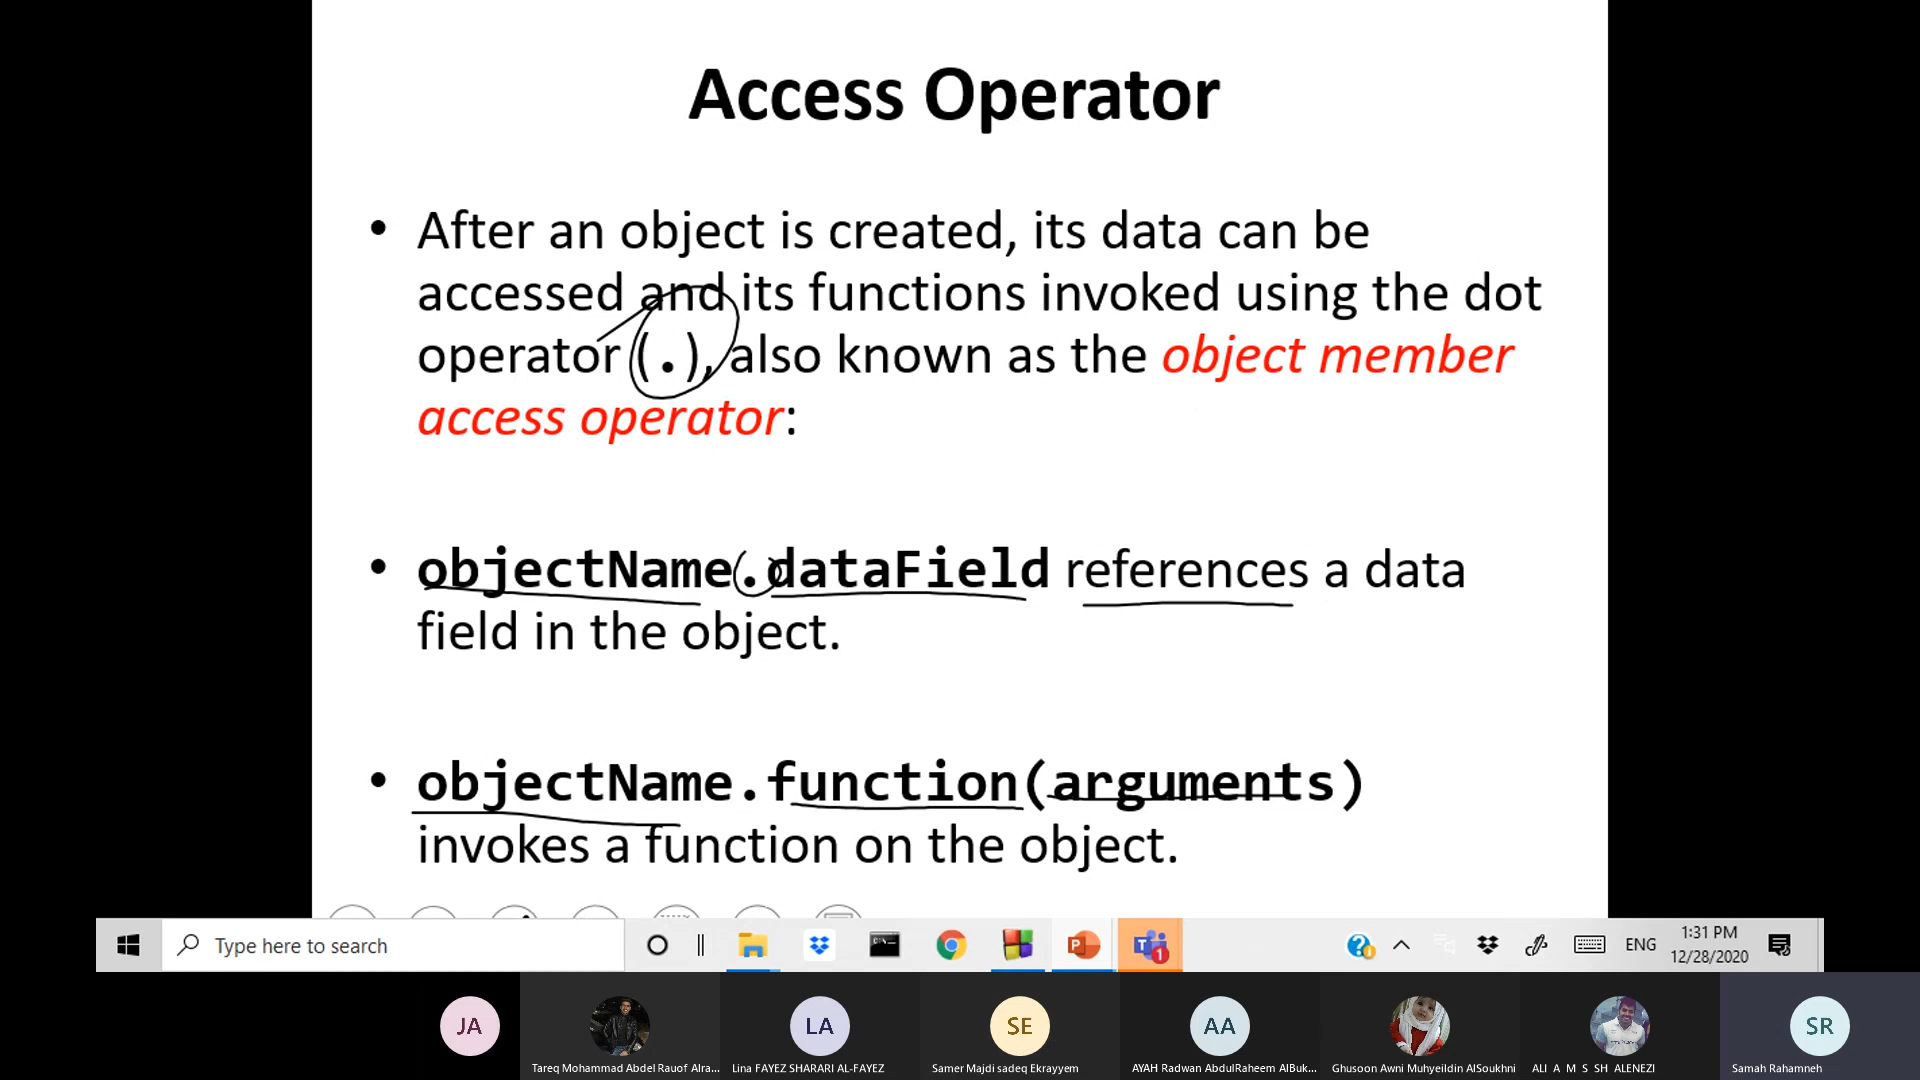 Access Operator
• After an object is created, its data can be
accessed and its functions invoked using the dot
operator (.), also known as the object member
access operator:
• objectName.dataField references a data
field in the object.
• objectName.function(arguments)
invokes a function on the object.
Type here to search
ENG
1:31 PM
12/28/2020
JA
LA
SE
AA
SR
Tareq Mohammad Abdel Rauof Alra...
Lina FAYEZ SHARARI AL-FAYEZ
Samer Majdi sadeq Ekrayyem
AYAH Radwan AbdulRaheem AlBuk...
Ghusoon Awni Muhyeildin AlSoukhni
ALI A M S SH ALENEZI
Samah Rahamneh